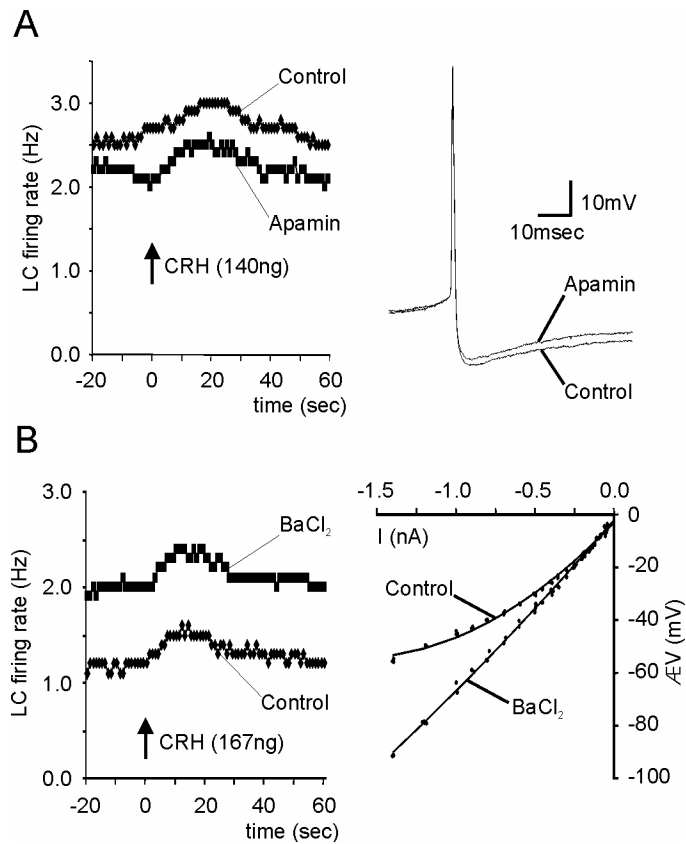 A
LC firing rate (Hz)
3.0
2.0
1.0
0.0
Control
Apamin
CRH (140ng)
-20 0 20 40 60
time (sec)
10mV
10msec
Apamin
Control
B
LC firing rate (Hz)
3.0
2.0
1.0
0.0
BaCl₂
Control
CRH (167ng)
-20 0 20 40 60
time (sec)
-1.5 -1.0 -0.5 0.0
I (nA)
0
-20
-40
-60
-80
-100
ÆV (mV)
Control
BaCl₂